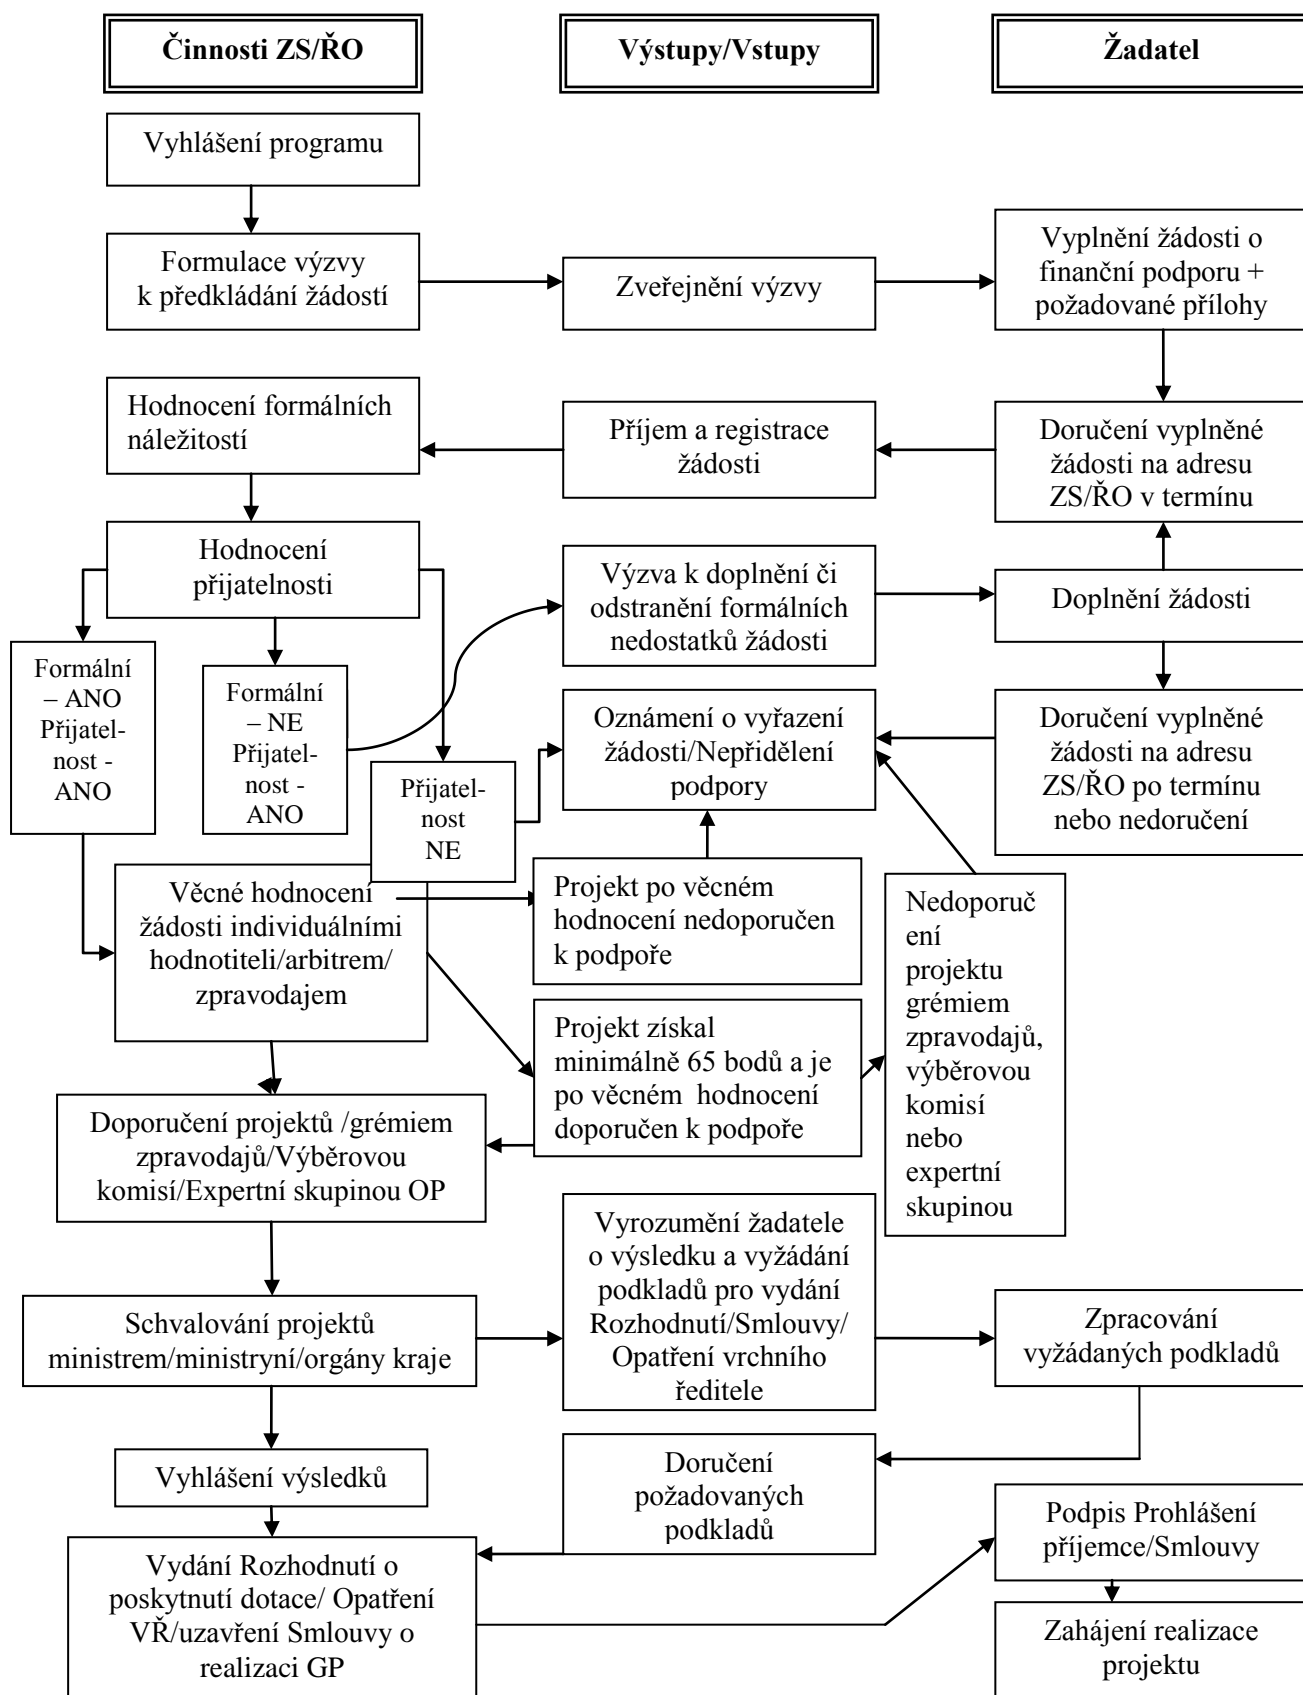 Činnosti ZS/ŘO
Výstupy/Vstupy
Žadatel
Vyhlášení programu
Formulace výzvy
k předkládání žádostí
Zveřejnění výzvy
Vyplnění žádosti o
finanční podporu +
požadované přílohy
Hodnocení formálních
náležitostí
Příjem a registrace
žádosti
Doručení vyplněné
žádosti na adresu
ZS/ŘO v termínu
Hodnocení
přijatelnosti
Výzva k doplnění či
odstranění formálních
nedostatků žádosti
Doplnění žádosti
Formální
– ANO
Přijatel-
nost -
ANO
Formální
– NE
Přijatel-
nost -
ANO
Přijatel-
nost
NE
Oznámení o vyřazení
žádosti/Nepřidělení
podpory
Doručení vyplněné
žádosti na adresu
ZS/ŘO po termínu
nebo nedoručení
Věcné hodnocení
žádosti individuálními
hodnotiteli/arbitrem/
zpravodajem
Projekt po věcném
hodnocení nedoporučen
k podpoře
Nedoporuč
ení
projektu
grémiem
zpravodajů,
výběrovou
komisí
nebo
expertní
skupinou
Projekt získal
minimálně 65 bodů a je
po věcném  hodnocení
doporučen k podpoře
Doporučení projektů /grémiem
zpravodajů/Výběrovou
komisí/Expertní skupinou OP
Vyrozumění žadatele
o výsledku a vyžádání
podkladů pro vydání
Rozhodnutí/Smlouvy/
Opatření vrchního
ředitele
Schvalování projektů
ministrem/ministryní/orgány kraje
Zpracování
vyžádaných podkladů
Vyhlášení výsledků
Doručení
požadovaných
podkladů
Podpis Prohlášení
příjemce/Smlouvy
Vydání Rozhodnutí o
poskytnutí dotace/ Opatření
VŘ/uzavření Smlouvy o
realizaci GP
Zahájení realizace
projektu